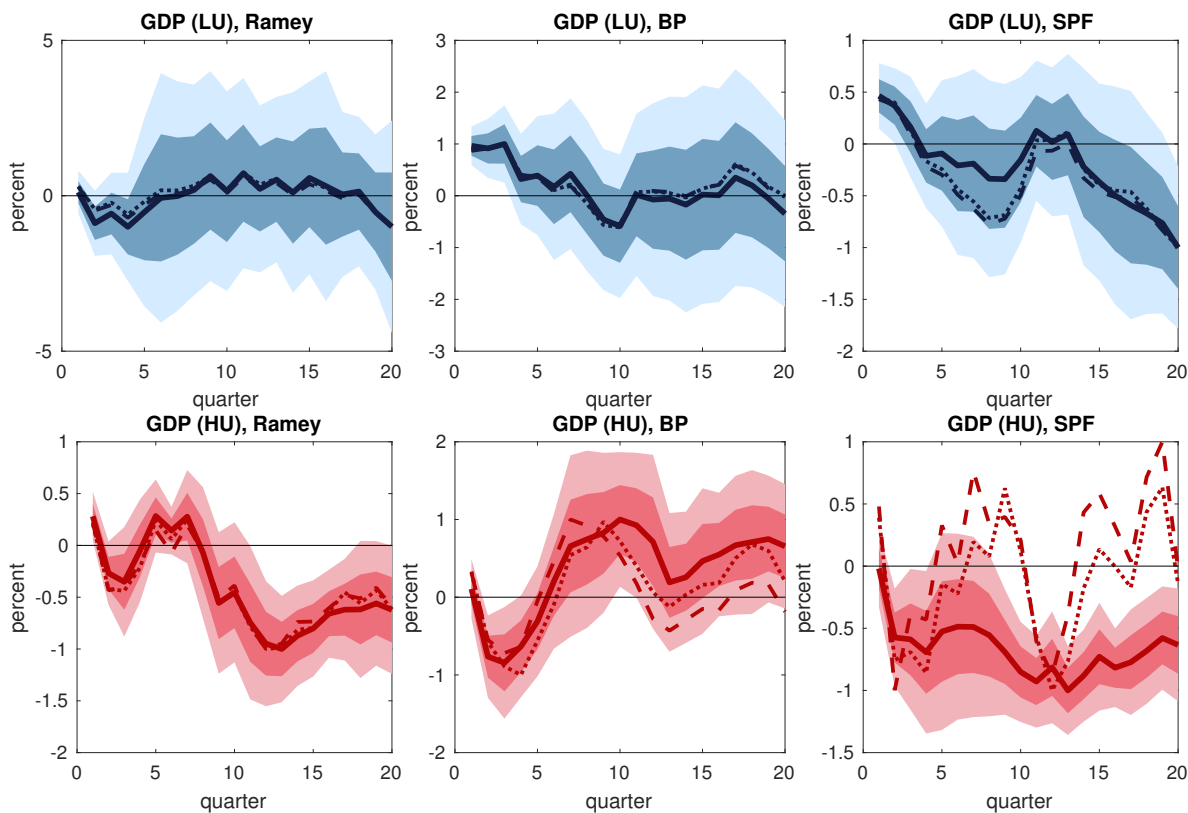 GDP (LU), Ramey
percent
5
0
-5
0 5 10 15 20
quarter
GDP (LU), BP
percent
3
2
1
0
-1
-2
-3
0 5 10 15 20
quarter
GDP (LU), SPF
percent
1
0.5
0
-0.5
-1
-1.5
-2
0 5 10 15 20
quarter
GDP (HU), Ramey
percent
1
0.5
0
-0.5
-1
-1.5
-2
0 5 10 15 20
quarter
GDP (HU), BP
percent
2
1
0
-1
-2
0 5 10 15 20
quarter
GDP (HU), SPF
percent
1
0.5
0
-0.5
-1
-1.5
0 5 10 15 20
quarter